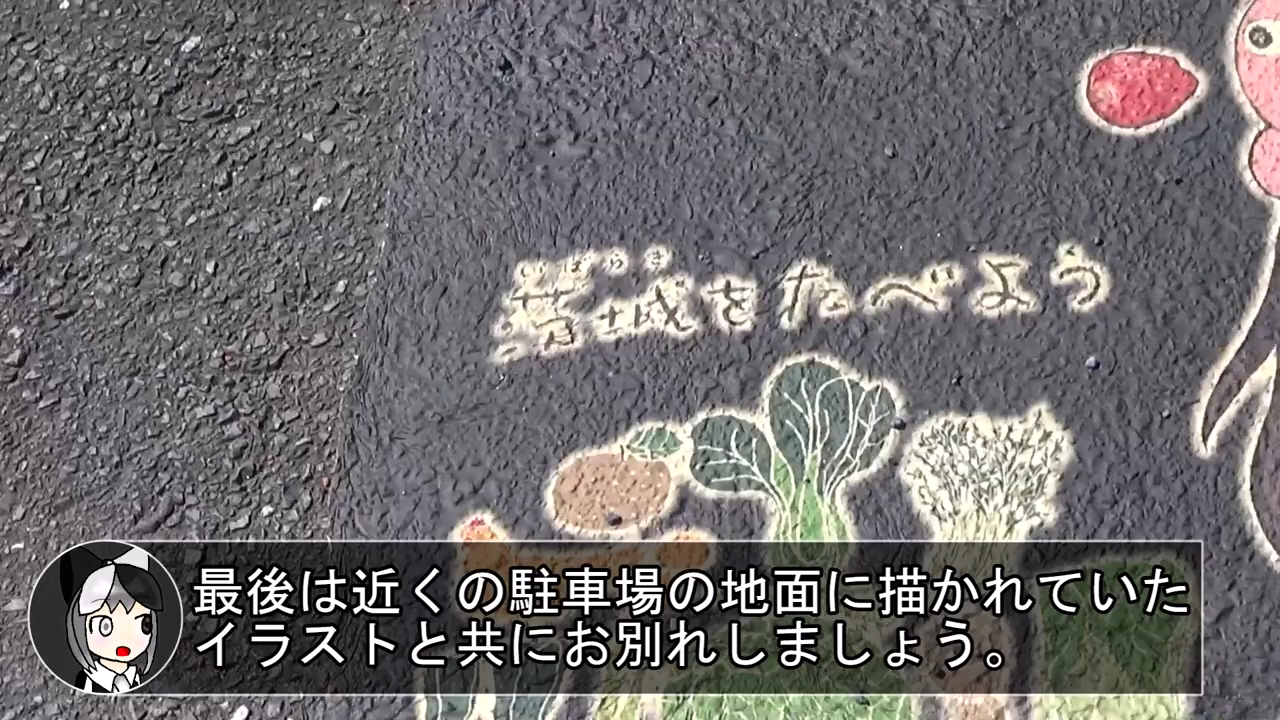 いばらき
茨城をたべよう
最後は近くの駐車場の地面に描かれていた
イラストと共にお別れしましょう。